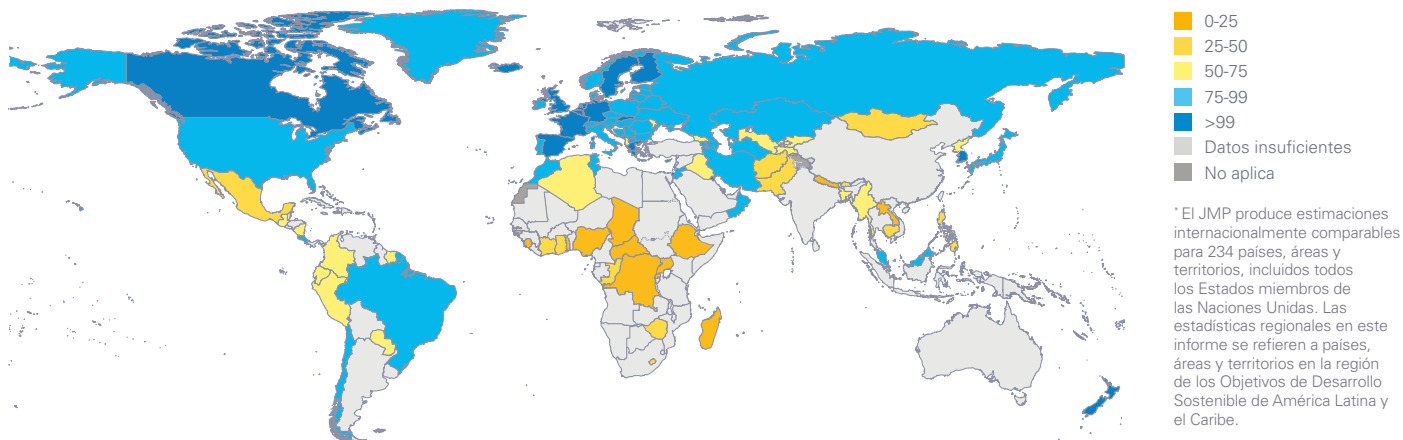 0-25
25-50
50-75
75-99
>99
Datos insuficientes
No aplica
* El JMP produce estimaciones
internacionalmente comparables
para 234 países, áreas y
territorios, incluidos todos
los Estados miembros de
las Naciones Unidas. Las
estadísticas regionales en este
informe se refieren a países,
áreas y territorios en la región
de los Objetivos de Desarrollo
Sostenible de América Latina y
el Caribe.